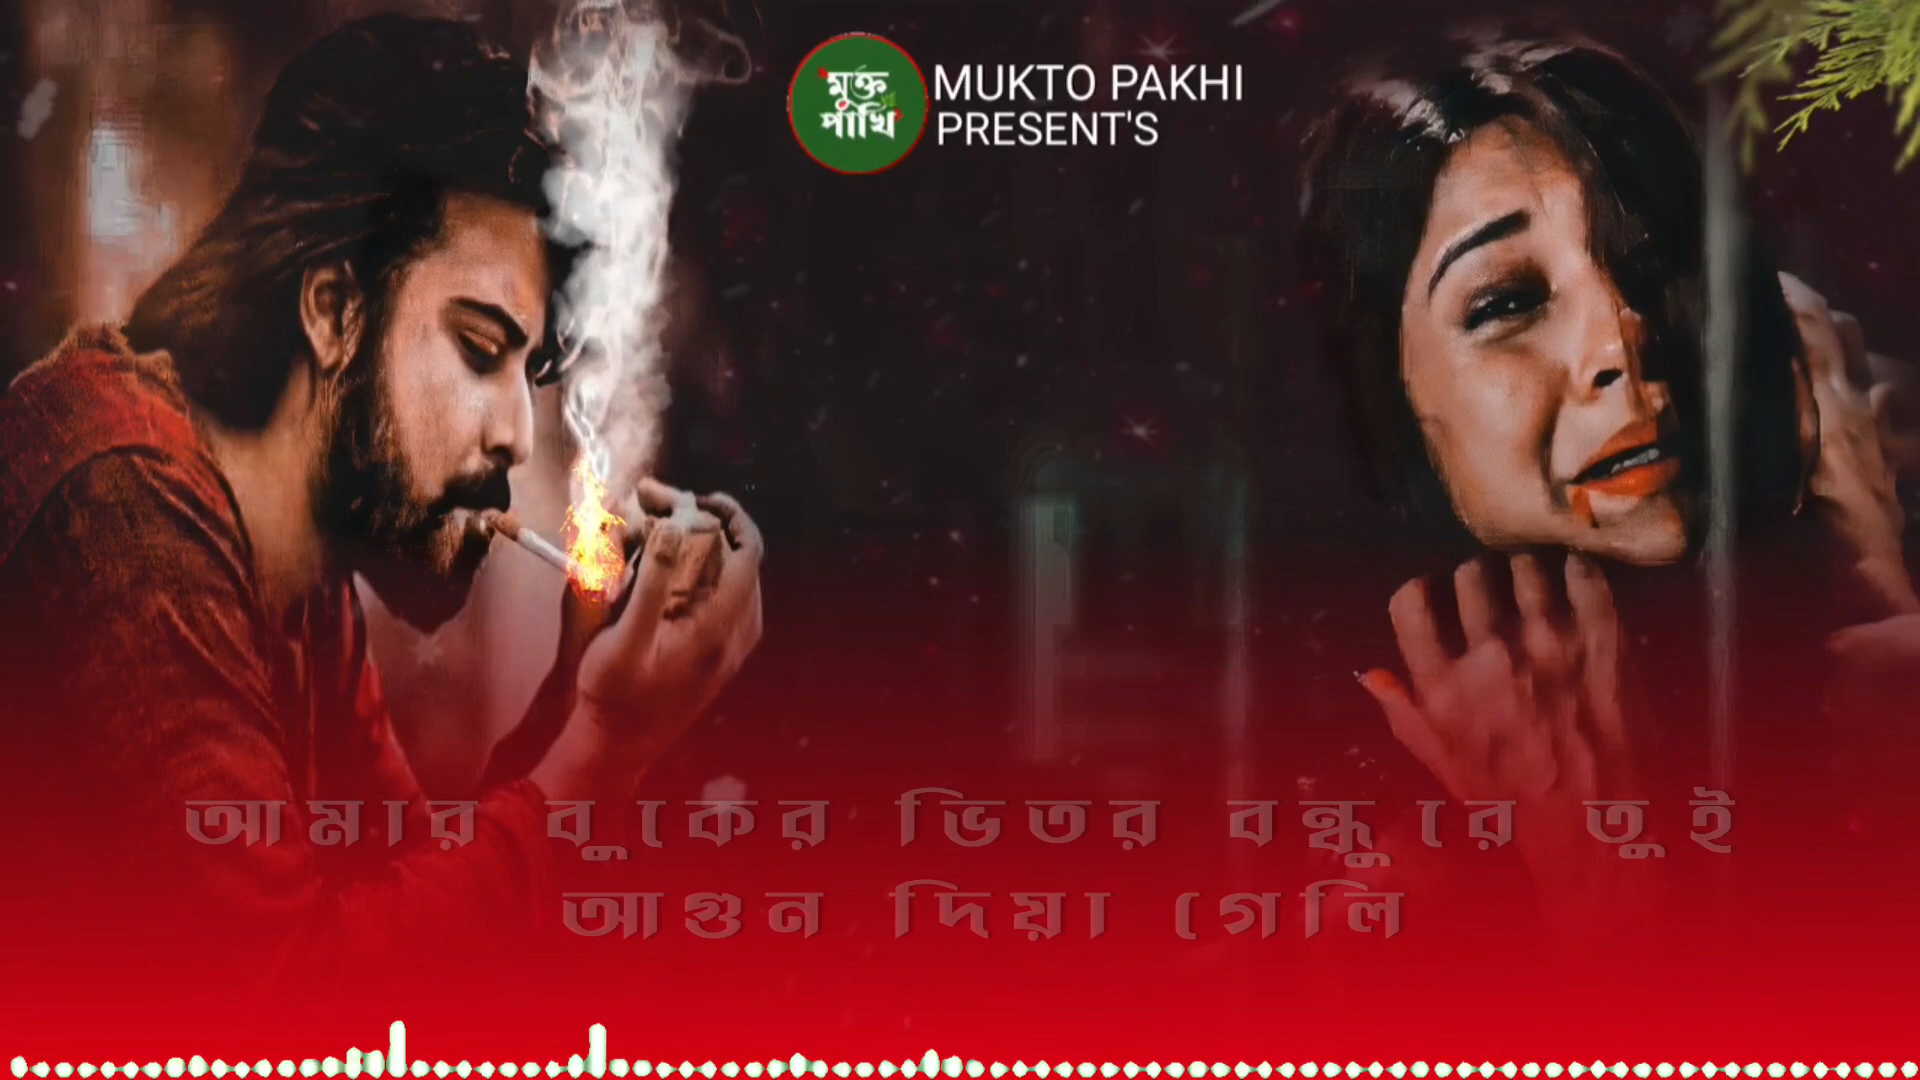 মুক্ত
পাখি
MUKTO PAKHI
PRESENT'S
আমার বুকের ভিতর বন্ধুরে তুই
আগুন দিয়া গেলি